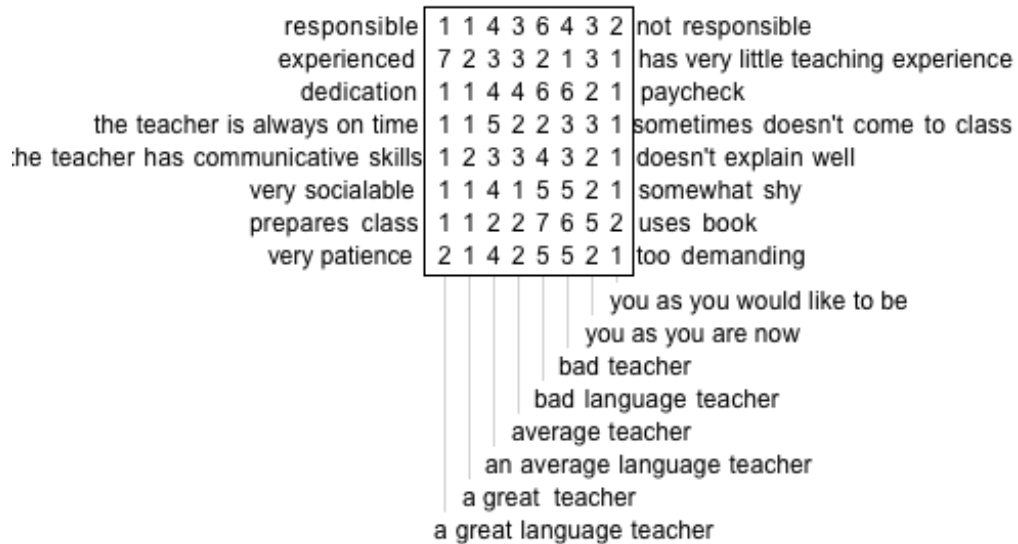 responsible 1 1 4 3 6 4 3 2 not responsible
experienced 7 2 3 3 2 1 3 1 has very little teaching experience
dedication 1 1 4 4 6 6 2 1 paycheck
the teacher is always on time 1 1 5 2 2 3 3 1 sometimes doesn't come to class
the teacher has communicative skills 1 2 3 3 4 3 2 1 doesn't explain well
very socialable 1 1 4 1 5 5 2 1 somewhat shy
prepares class 1 1 2 2 7 6 5 2 uses book
very patience 2 1 4 2 5 5 2 1 too demanding
you as you would like to be
you as you are now
bad teacher
bad language teacher
average teacher
an average language teacher
a great teacher
a great language teacher